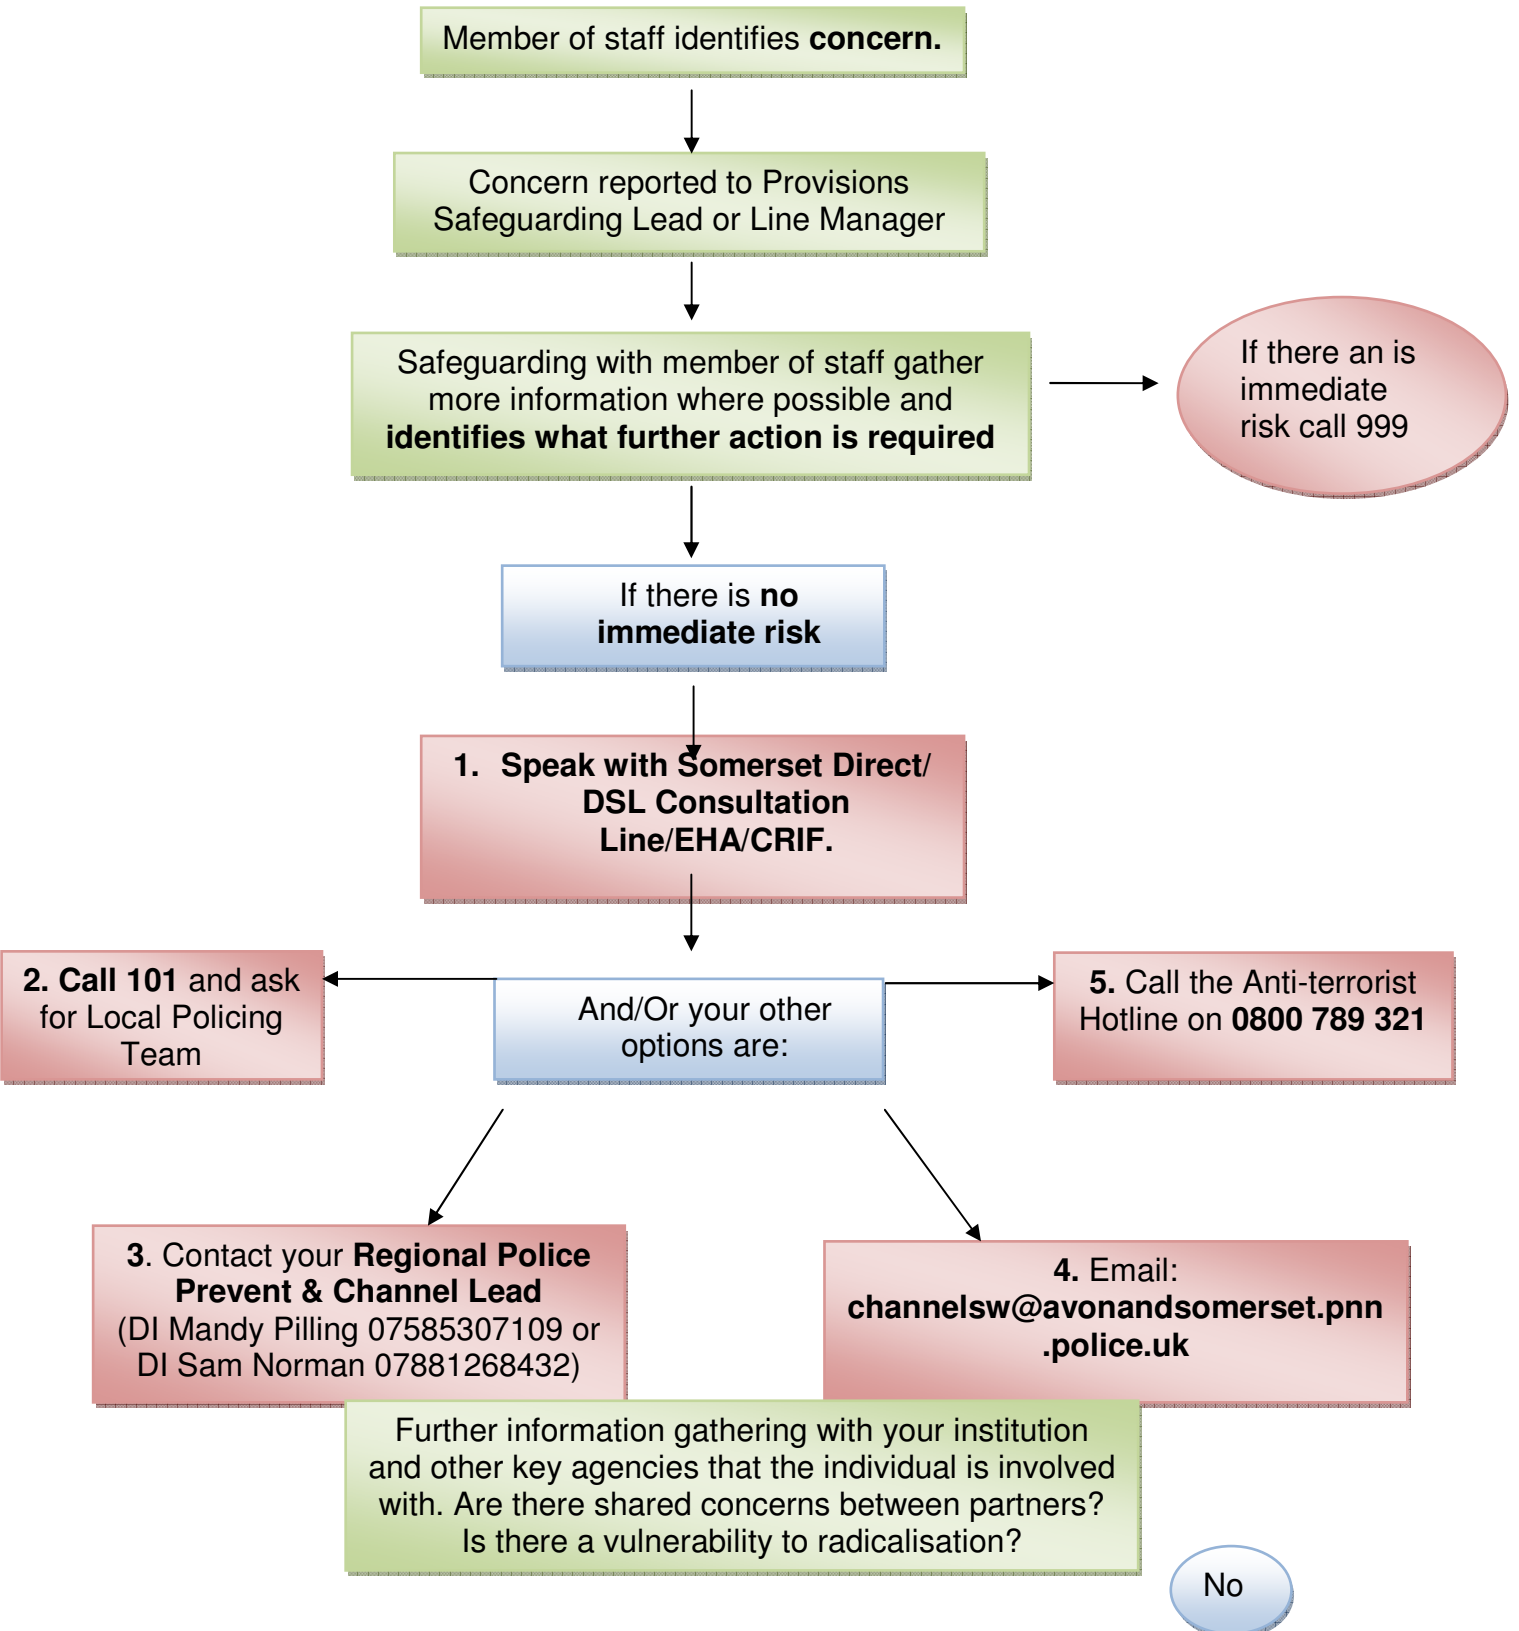 Member of staff identifies concern.
Concern reported to Provisions
Safeguarding Lead or Line Manager
Safeguarding with member of staff gather
more information where possible and
identifies what further action is required
If there an is
immediate
risk call 999
If there is no
immediate risk
1. Speak with Somerset Direct/
DSL Consultation
Line/EHA/CRIF.
2. Call 101 and ask
for Local Policing
Team
And/Or your other
options are:
5. Call the Anti-terrorist
Hotline on 0800 789 321
3. Contact your Regional Police
Prevent & Channel Lead
(DI Mandy Pilling 07585307109 or
DI Sam Norman 07881268432)
4. Email:
channelsw@avonandsomerset.pnn
.police.uk
Further information gathering with your institution
and other key agencies that the individual is involved
with. Are there shared concerns between partners?
Is there a vulnerability to radicalisation?
No